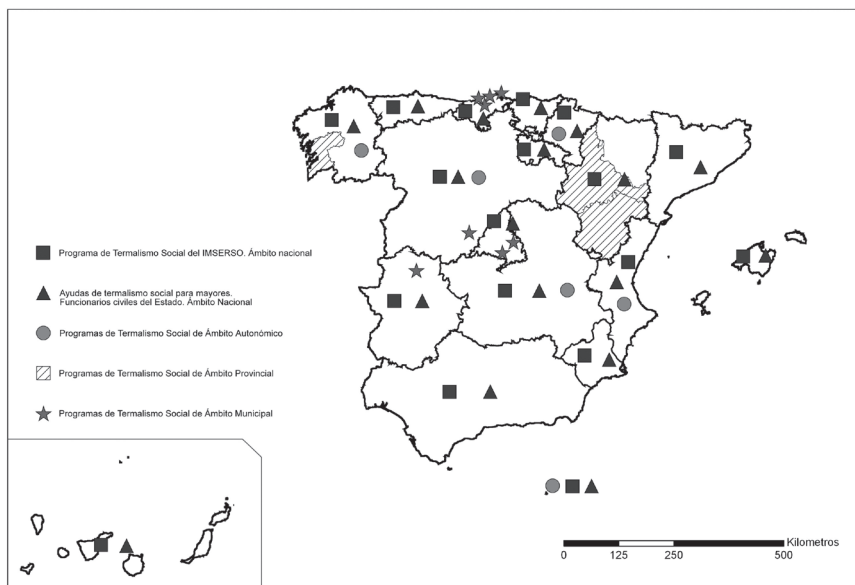 Programa de Termalismo Social del IMSERSO. Ámbito nacional
Ayudas de termalismo social para mayores.
Funcionarios civiles del Estado. Ámbito Nacional
Programas de Termalismo Social de Ámbito Autonómico
Programas de Termalismo Social de Ámbito Provincial
Programas de Termalismo Social de Ámbito Municipal
Kilometros
0 125 250 500